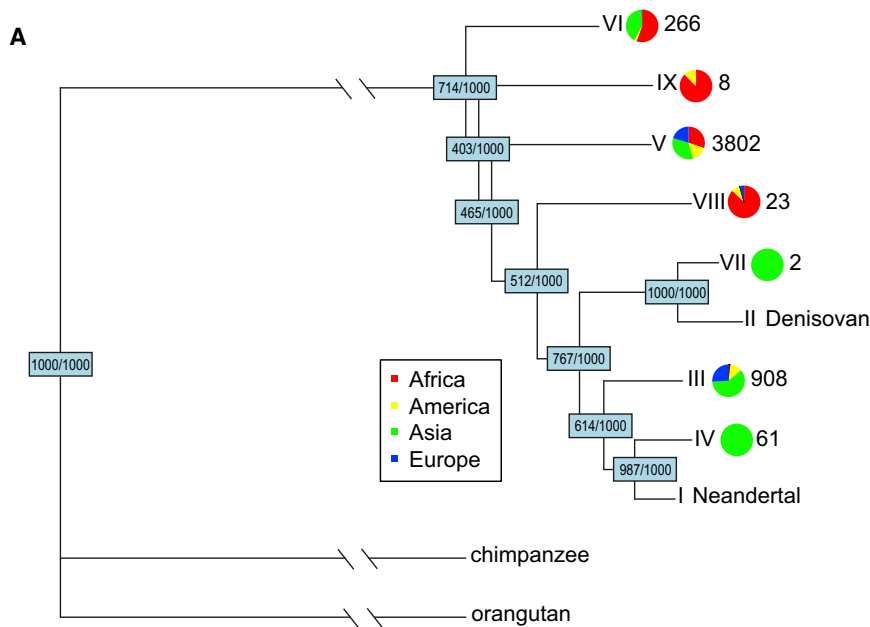 A
VI 266
714/1000
IX 8
403/1000
V 3802
465/1000
VIII 23
512/1000
VII 2
1000/1000
II Denisovan
767/1000
1000/1000
Africa
America
Asia
Europe
III 908
614/1000
IV 61
987/1000
I Neandertal
chimpanzee
orangutan